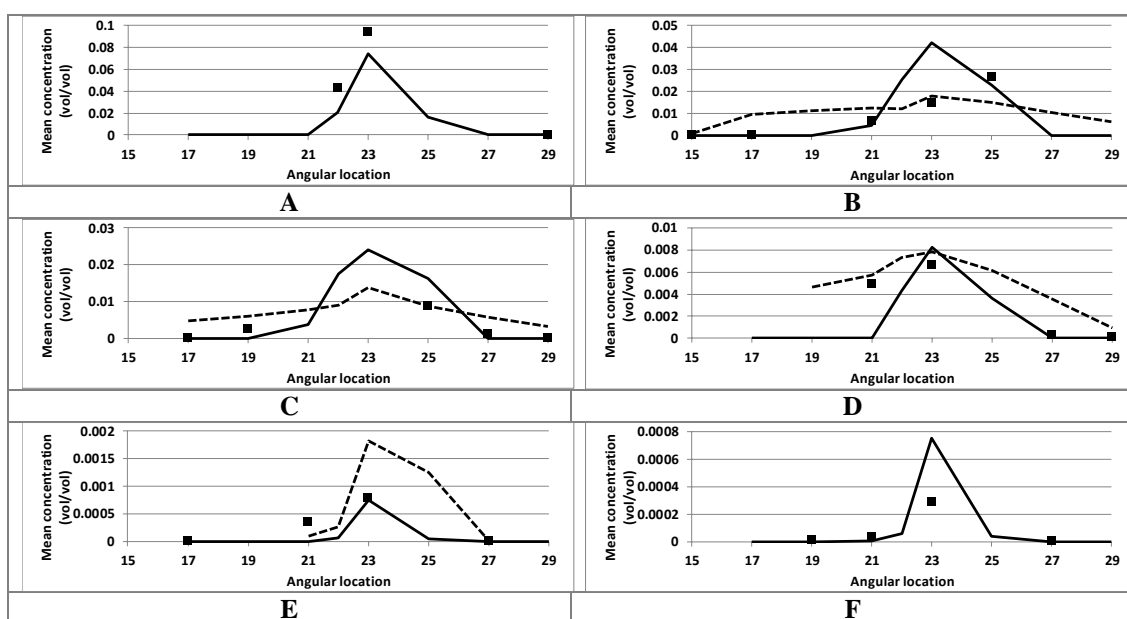 Mean concentration
(vol/vol)
0.1
0.08
0.06
0.04
0.02
0
15 17 19 21 23 25 27 29
Angular location
A
Mean concentration
(vol/vol)
0.05
0.04
0.03
0.02
0.01
0
15 17 19 21 23 25 27 29
Angular location
B
Mean concentration
(vol/vol)
0.03
0.02
0.01
0
15 17 19 21 23 25 27 29
Angular location
C
Mean concentration
(vol/vol)
0.01
0.008
0.006
0.004
0.002
0
15 17 19 21 23 25 27 29
Angular location
D
Mean concentration
(vol/vol)
0.002
0.0015
0.001
0.0005
0
15 17 19 21 23 25 27 29
Angular location
E
Mean concentration
(vol/vol)
0.0008
0.0006
0.0004
0.0002
0
15 17 19 21 23 25 27 29
Angular location
F